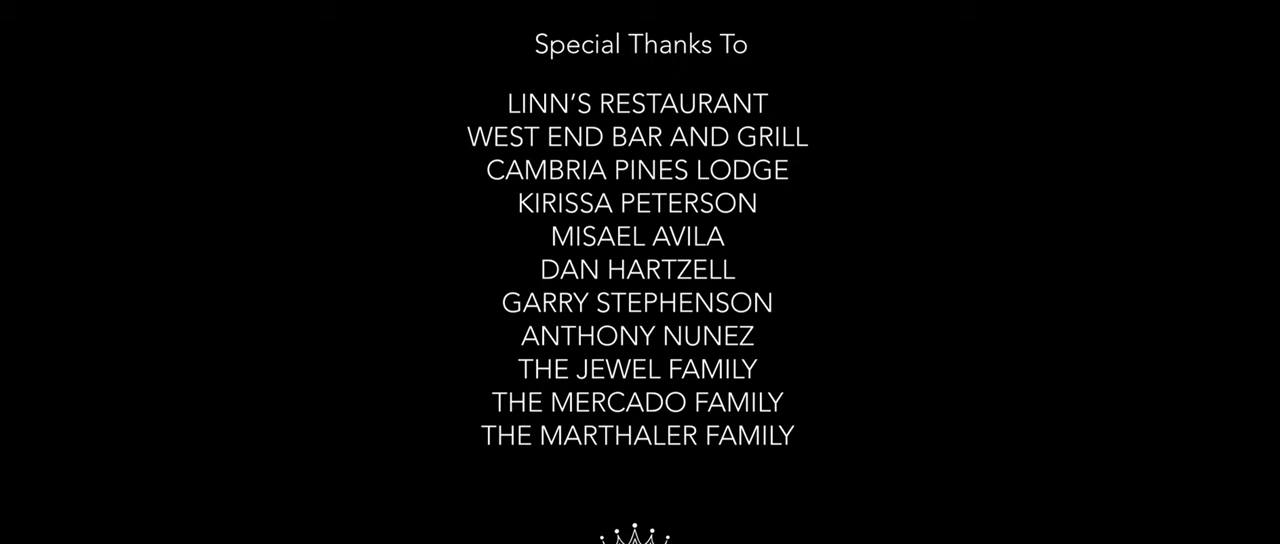 Special Thanks To
LINN'S RESTAURANT
WEST END BAR AND GRILL
CAMBRIA PINES LODGE
KIRISSA PETERSON
MISAEL AVILA
DAN HARTZELL
GARRY STEPHENSON
ANTHONY NUNEZ
THE JEWEL FAMILY
THE MERCADO FAMILY
THE MARTHALER FAMILY